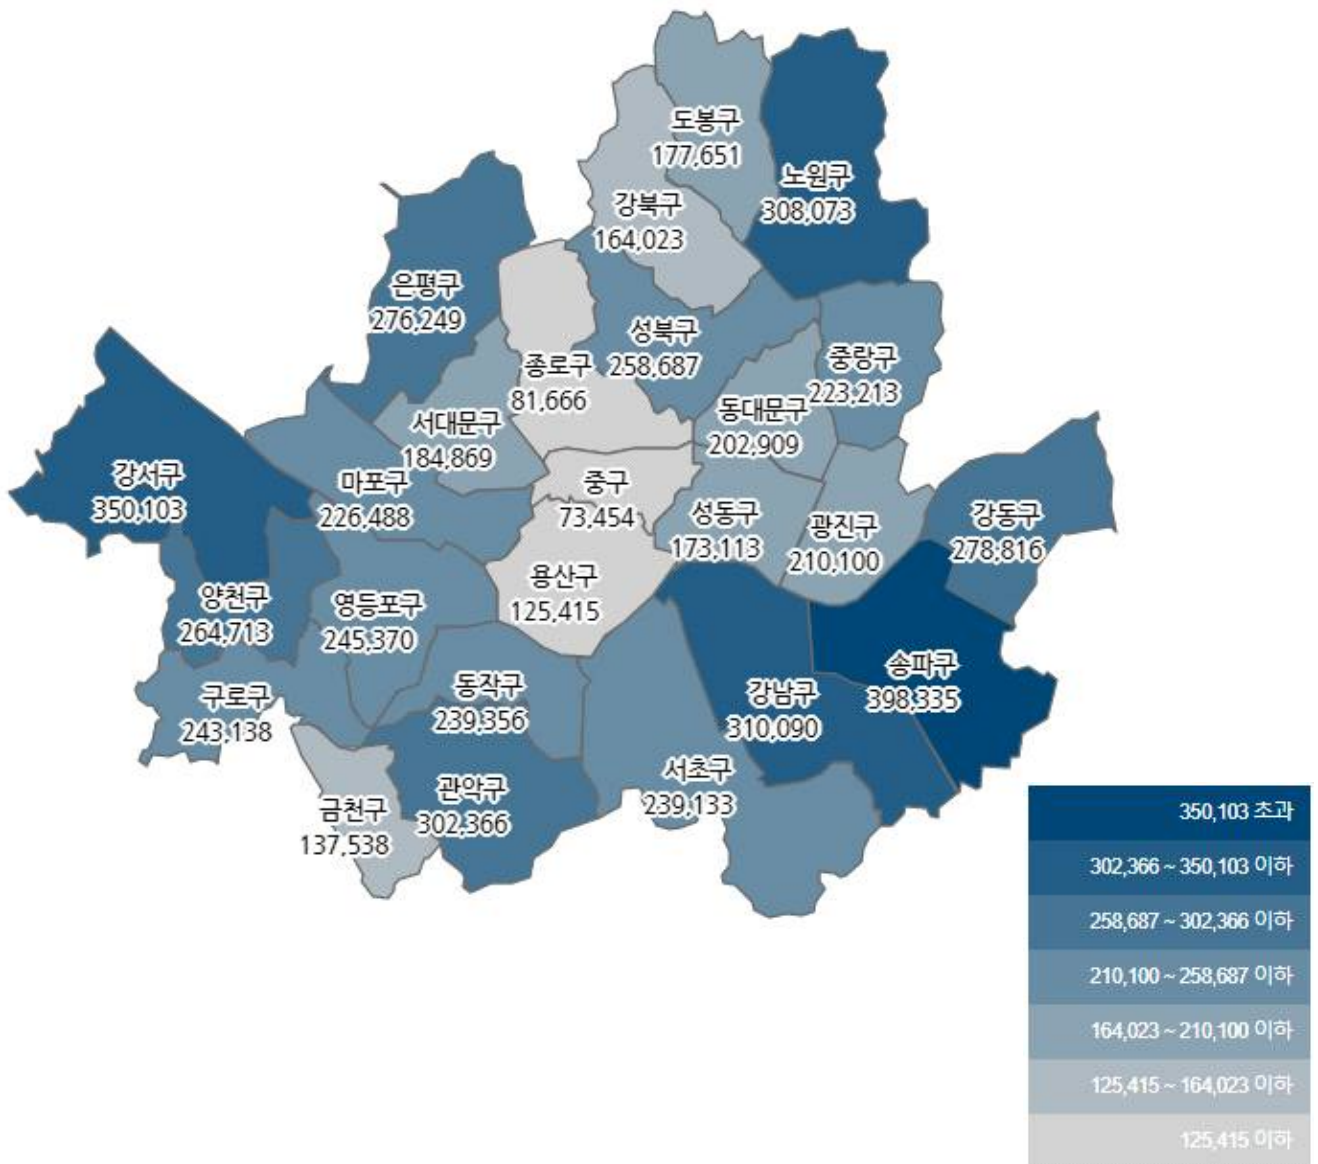 도봉구
177,651
노원구
308,073
강북구
164,023
은평구
276,249
성북구
258,687
중랑구
223,213
종로구
81,666
동대문구
202,909
서대문구
184,869
강서구
350,103
마포구
226,488
중구
73,454
성동구
173,113
광진구
210,100
강동구
278,816
용산구
125,415
양천구
264,713
영등포구
245,370
구로구
243,138
동작구
239,356
강남구
310,090
송파구
398,335
서초구
239,133
관악구
302,366
금천구
137,538
350,103 초과
302,366 ~ 350,103 이하
258,687 ~ 302,366 이하
210,100 ~ 258,687 이하
164,023 ~ 210,100 이하
125,415 ~ 164,023 이하
125,415 이하